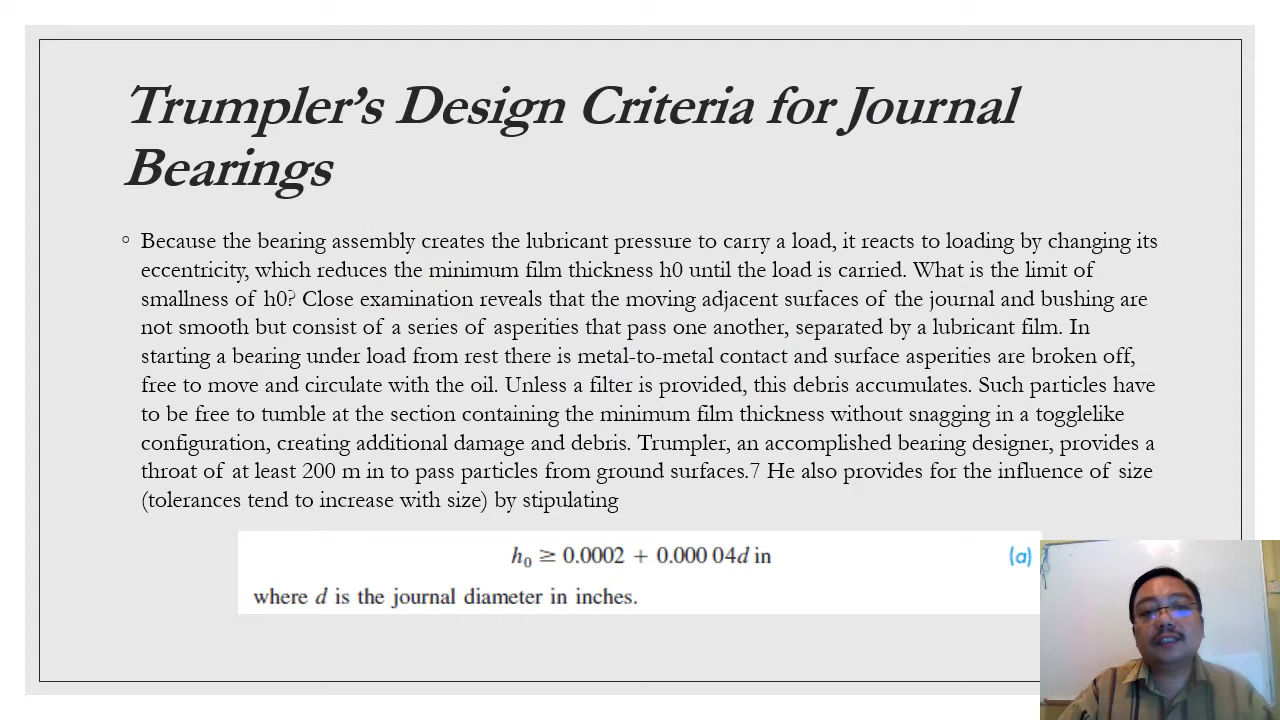 Trumpler's Design Criteria for Journal
Bearings
◦ Because the bearing assembly creates the lubricant pressure to carry a load, it reacts to loading by changing its
eccentricity, which reduces the minimum film thickness h0 until the load is carried. What is the limit of
smallness of h0? Close examination reveals that the moving adjacent surfaces of the journal and bushing are
not smooth but consist of a series of asperities that pass one another, separated by a lubricant film. In
starting a bearing under load from rest there is metal-to-metal contact and surface asperities are broken off,
free to move and circulate with the oil. Unless a filter is provided, this debris accumulates. Such particles have
to be free to tumble at the section containing the minimum film thickness without snagging in a togglelike
configuration, creating additional damage and debris. Trumpler, an accomplished bearing designer, provides a
throat of at least 200 m in to pass particles from ground surfaces.7 He also provides for the influence of size
(tolerances tend to increase with size) by stipulating
h₀ ≥ 0.0002 + 0.000 04d in (a)
where d is the journal diameter in inches.